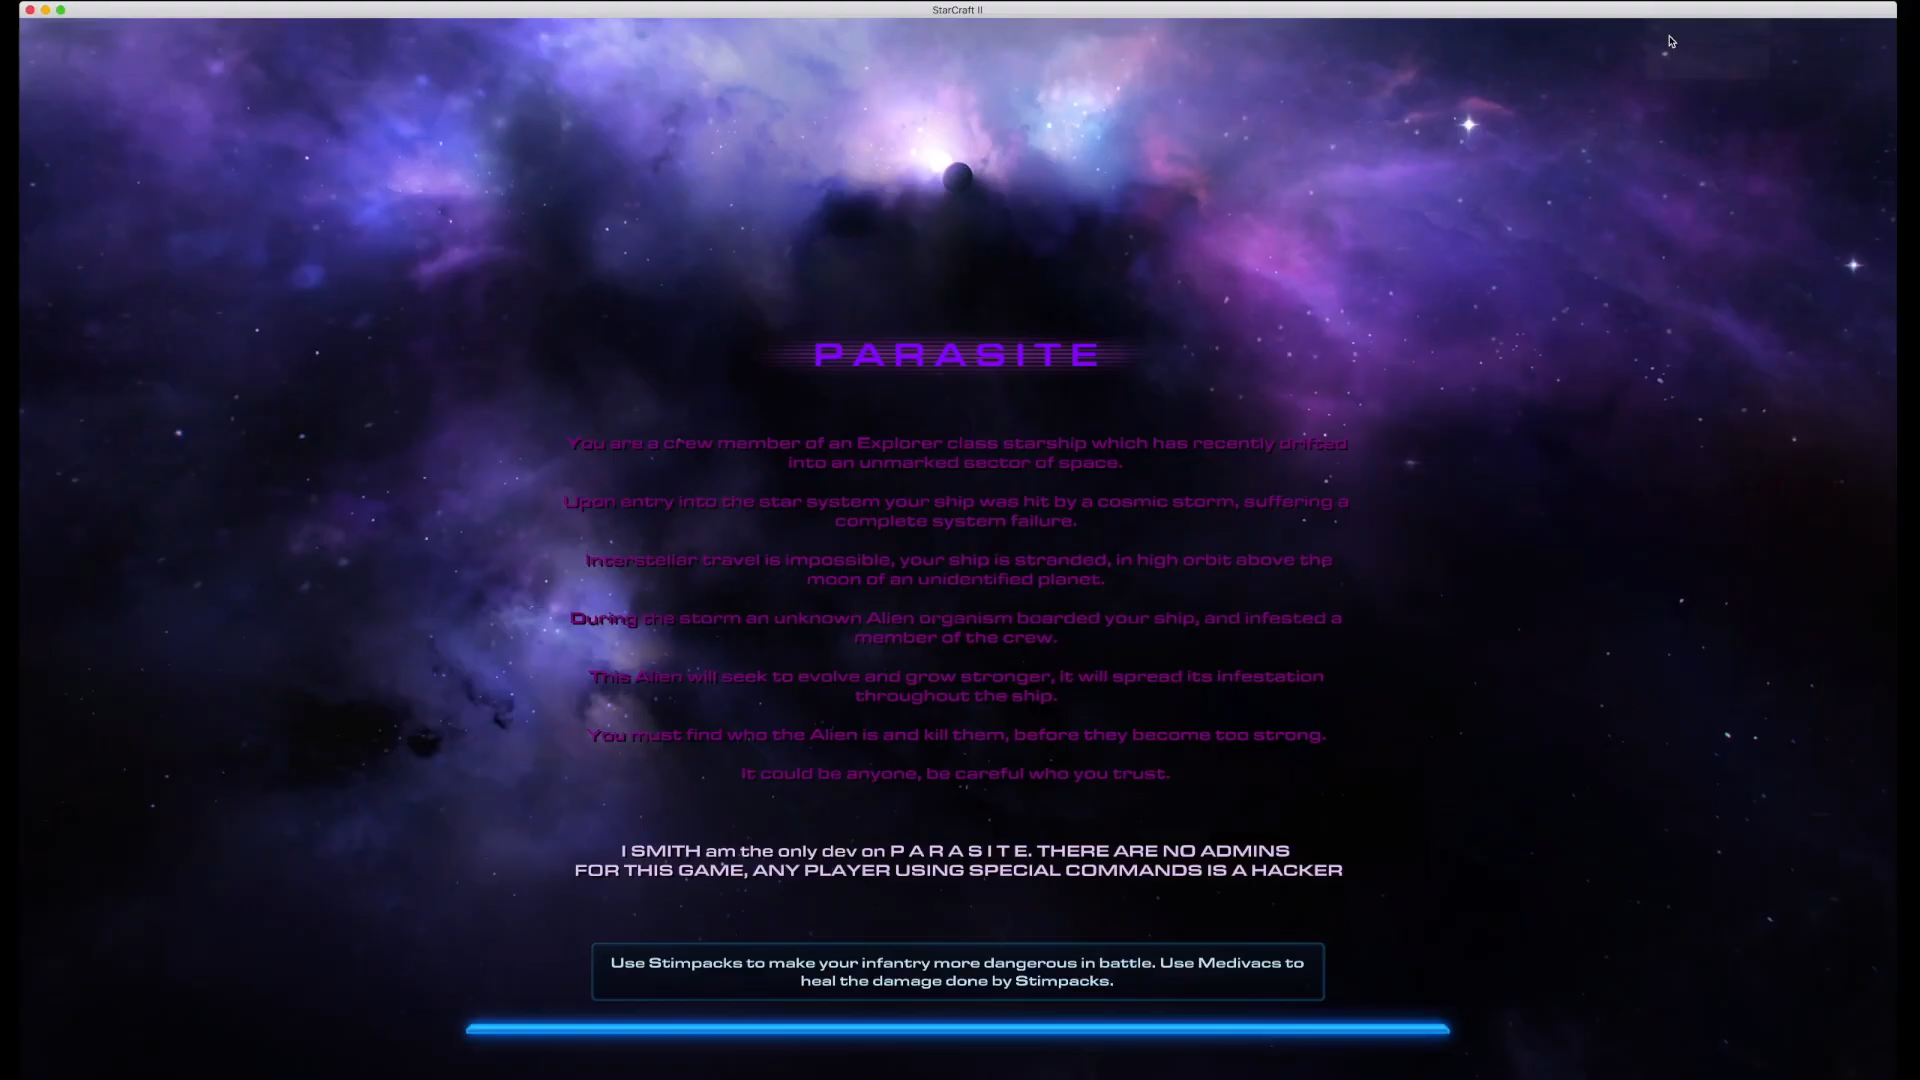 StarCraft II
PARASITE
You are a crew member of an Explorer class starship which has recently drifted
into an unmarked sector of space.
Upon entry into the star system your ship was hit by a cosmic storm, suffering a
complete system failure.
Interstellar travel is impossible, your ship is stranded, in high orbit above the
moon of an unidentified planet.
During the storm an unknown Alien organism boarded your ship, and infested a
member of the crew.
This Alien will seek to evolve and grow stronger, it will spread its infestation
throughout the ship.
You must find who the Alien is and kill them, before they become too strong.
It could be anyone, be careful who you trust.
I SMITH am the only dev on P A R A S I T E. THERE ARE NO ADMINS
FOR THIS GAME, ANY PLAYER USING SPECIAL COMMANDS IS A HACKER
Use Stimpacks to make your infantry more dangerous in battle. Use Medivacs to
heal the damage done by Stimpacks.